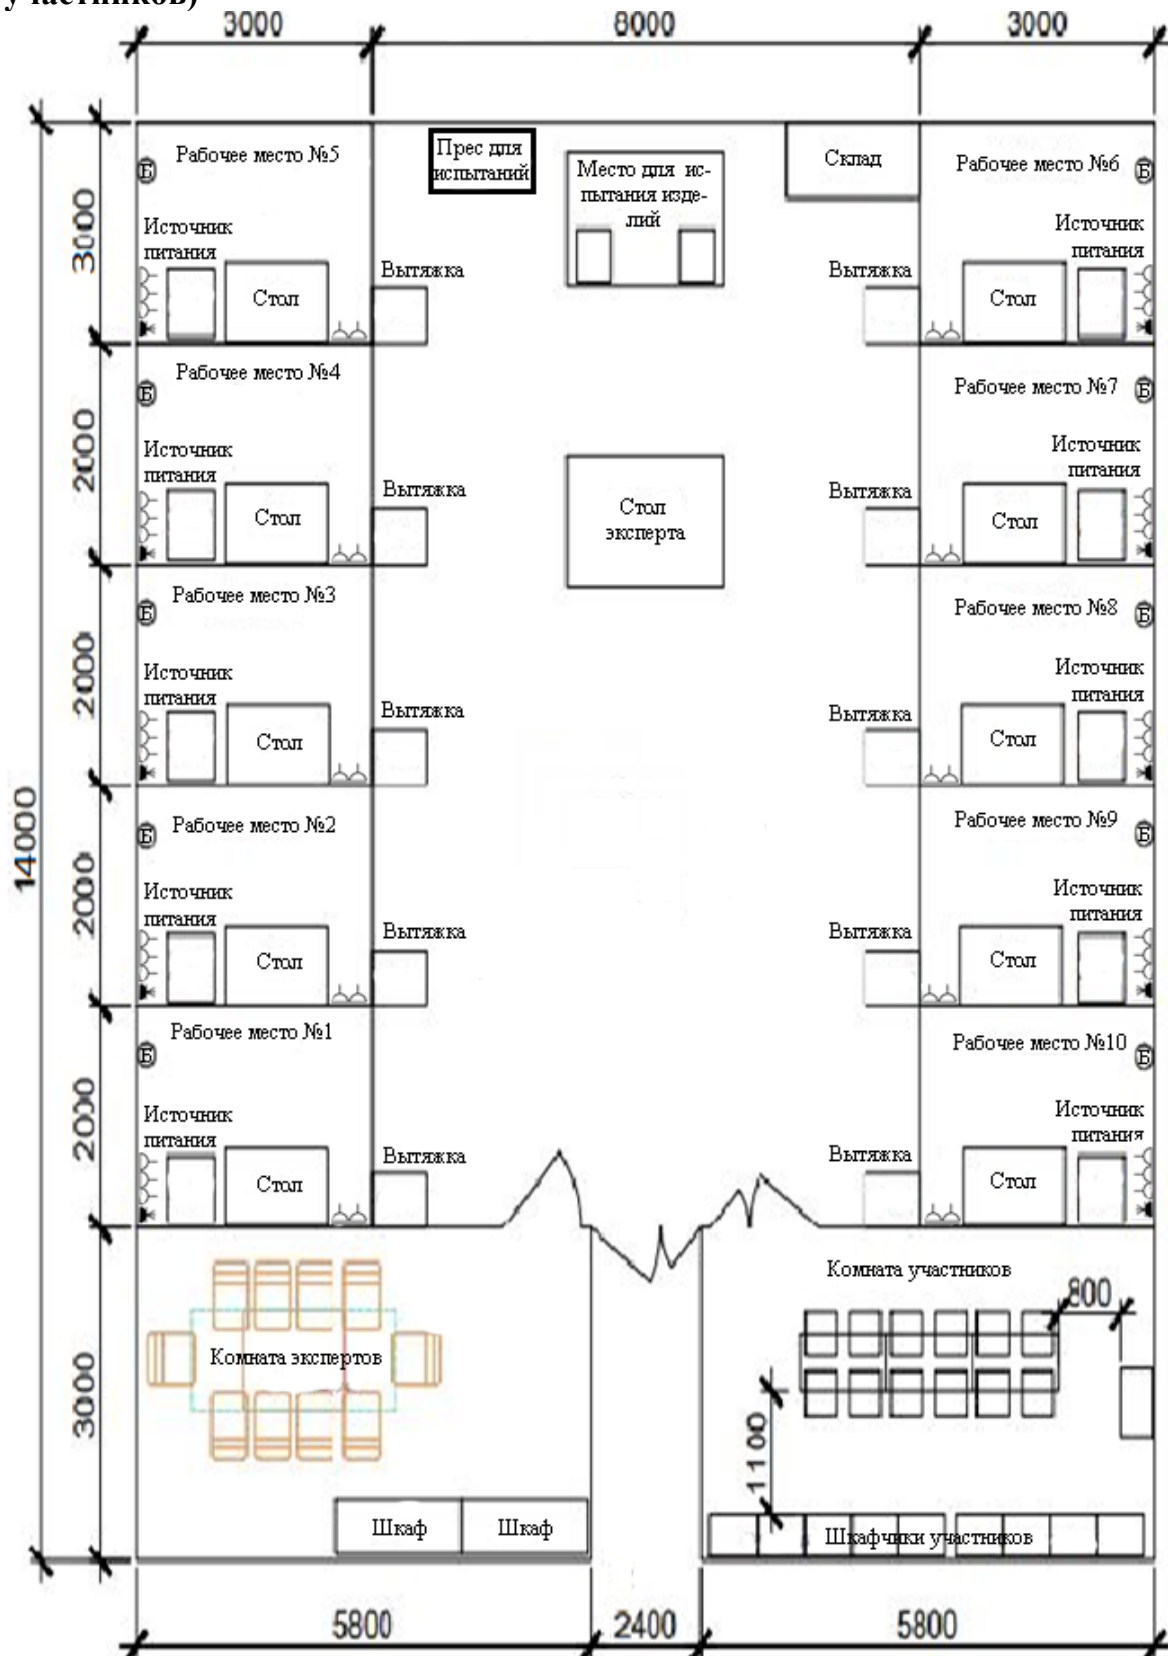 участников)
3000
8000
3000
Рабочее место №5
Прес для
испытаний
Место для ис-
пытания изде-
лий
Склад
Рабочее место №6
Б
Б
3000
Источник
питания
Стол
Вытяжка
Вытяжка
Стол
Источник
питания
Рабочее место №4
Рабочее место №7
Б
Б
2000
Источник
питания
Стол
Вытяжка
Стол
эксперта
Вытяжка
Стол
Источник
питания
Рабочее место №3
Рабочее место №8
Б
Б
2000
Источник
питания
Стол
Вытяжка
Вытяжка
Стол
Источник
питания
14000
Рабочее место №2
Рабочее место №9
Б
Б
2000
Источник
питания
Стол
Вытяжка
Вытяжка
Стол
Источник
питания
Рабочее место №1
Рабочее место №10
Б
Б
2000
Источник
питания
Стол
Вытяжка
Вытяжка
Стол
Источник
питания
3000
Комната экспертов
Шкаф
Шкаф
Комната участников
800
1100
Шкафчики участников
5800
2400
5800